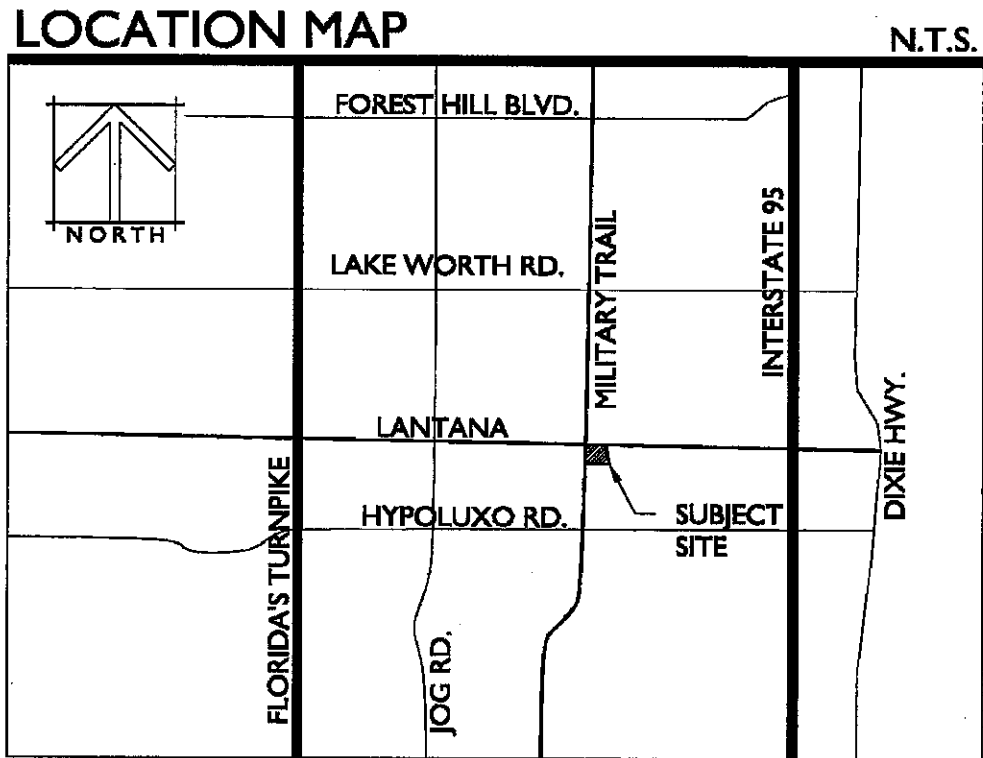 LOCATION MAP
N.T.S.
FOREST HILL BLVD.
NORTH
MILITARY TRAIL
INTERSTATE 95
LAKE WORTH RD.
LANTANA
DIXIE HWY.
FLORIDA'S TURNPIKE
HYPOLUXO RD.
SUBJECT
SITE
JOG RD.